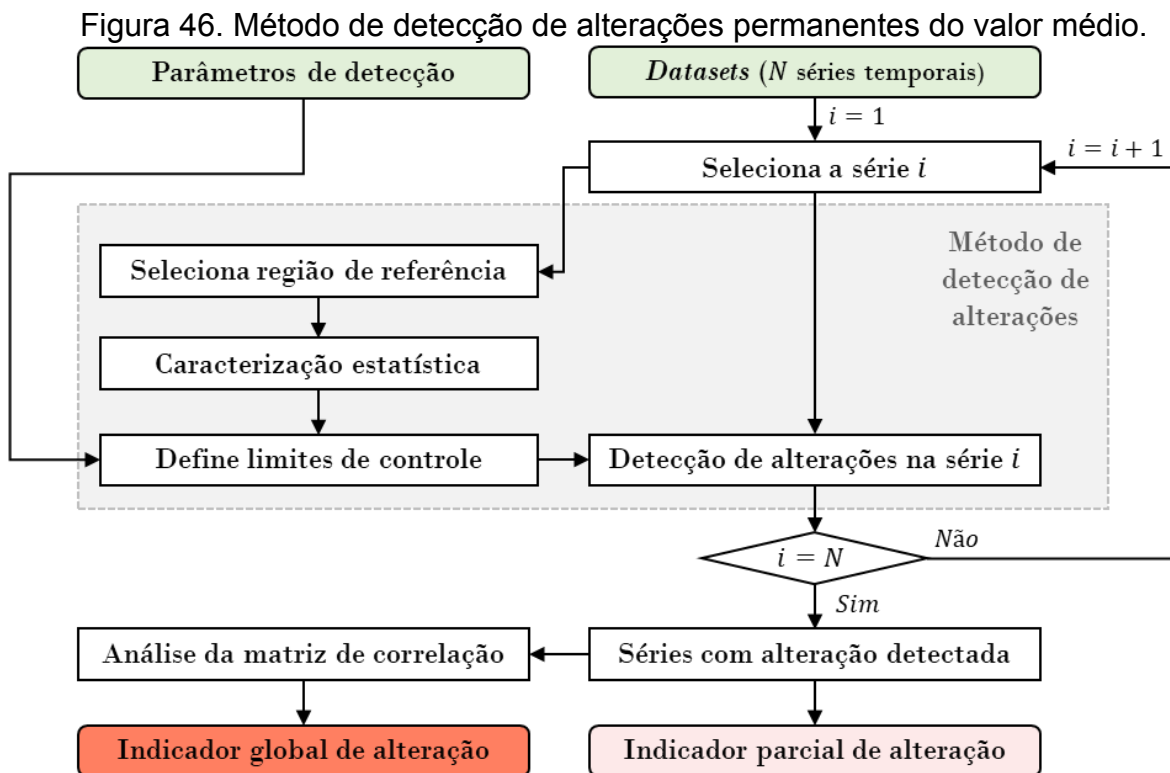 Figura 46. Método de detecção de alterações permanentes do valor médio.
Parâmetros de detecção
Datasets (N séries temporais)
i = 1
i = i + 1
Seleciona a série i
Método de
detecção de
alterações
Seleciona região de referência
Caracterização estatística
Define limites de controle
Detecção de alterações na série i
i = N
Não
Sim
Análise da matriz de correlação
Séries com alteração detectada
Indicador global de alteração
Indicador parcial de alteração